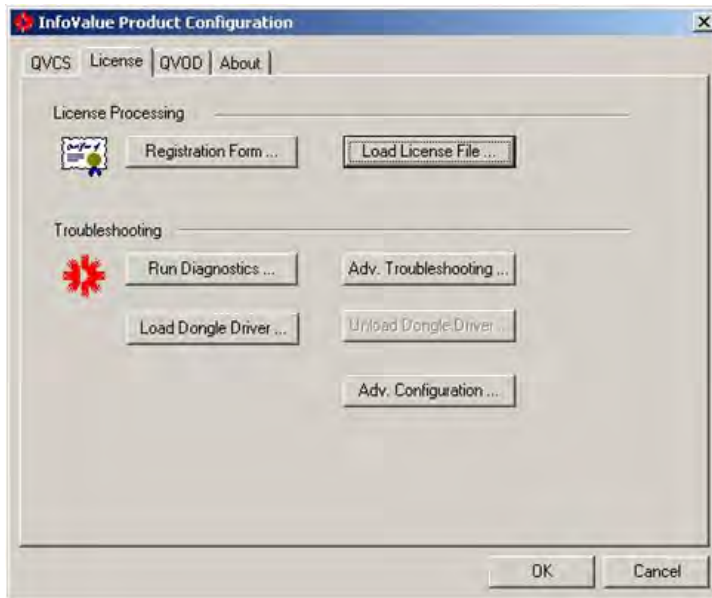 InfoValue Product Configuration
QVCS License QVOD About
License Processing
Registration Form ... Load License File ...
Troubleshooting
Run Diagnostics ... Adv. Troubleshooting ...
Load Dongle Driver ... Unload Dongle Driver ...
Adv. Configuration ...
OK Cancel